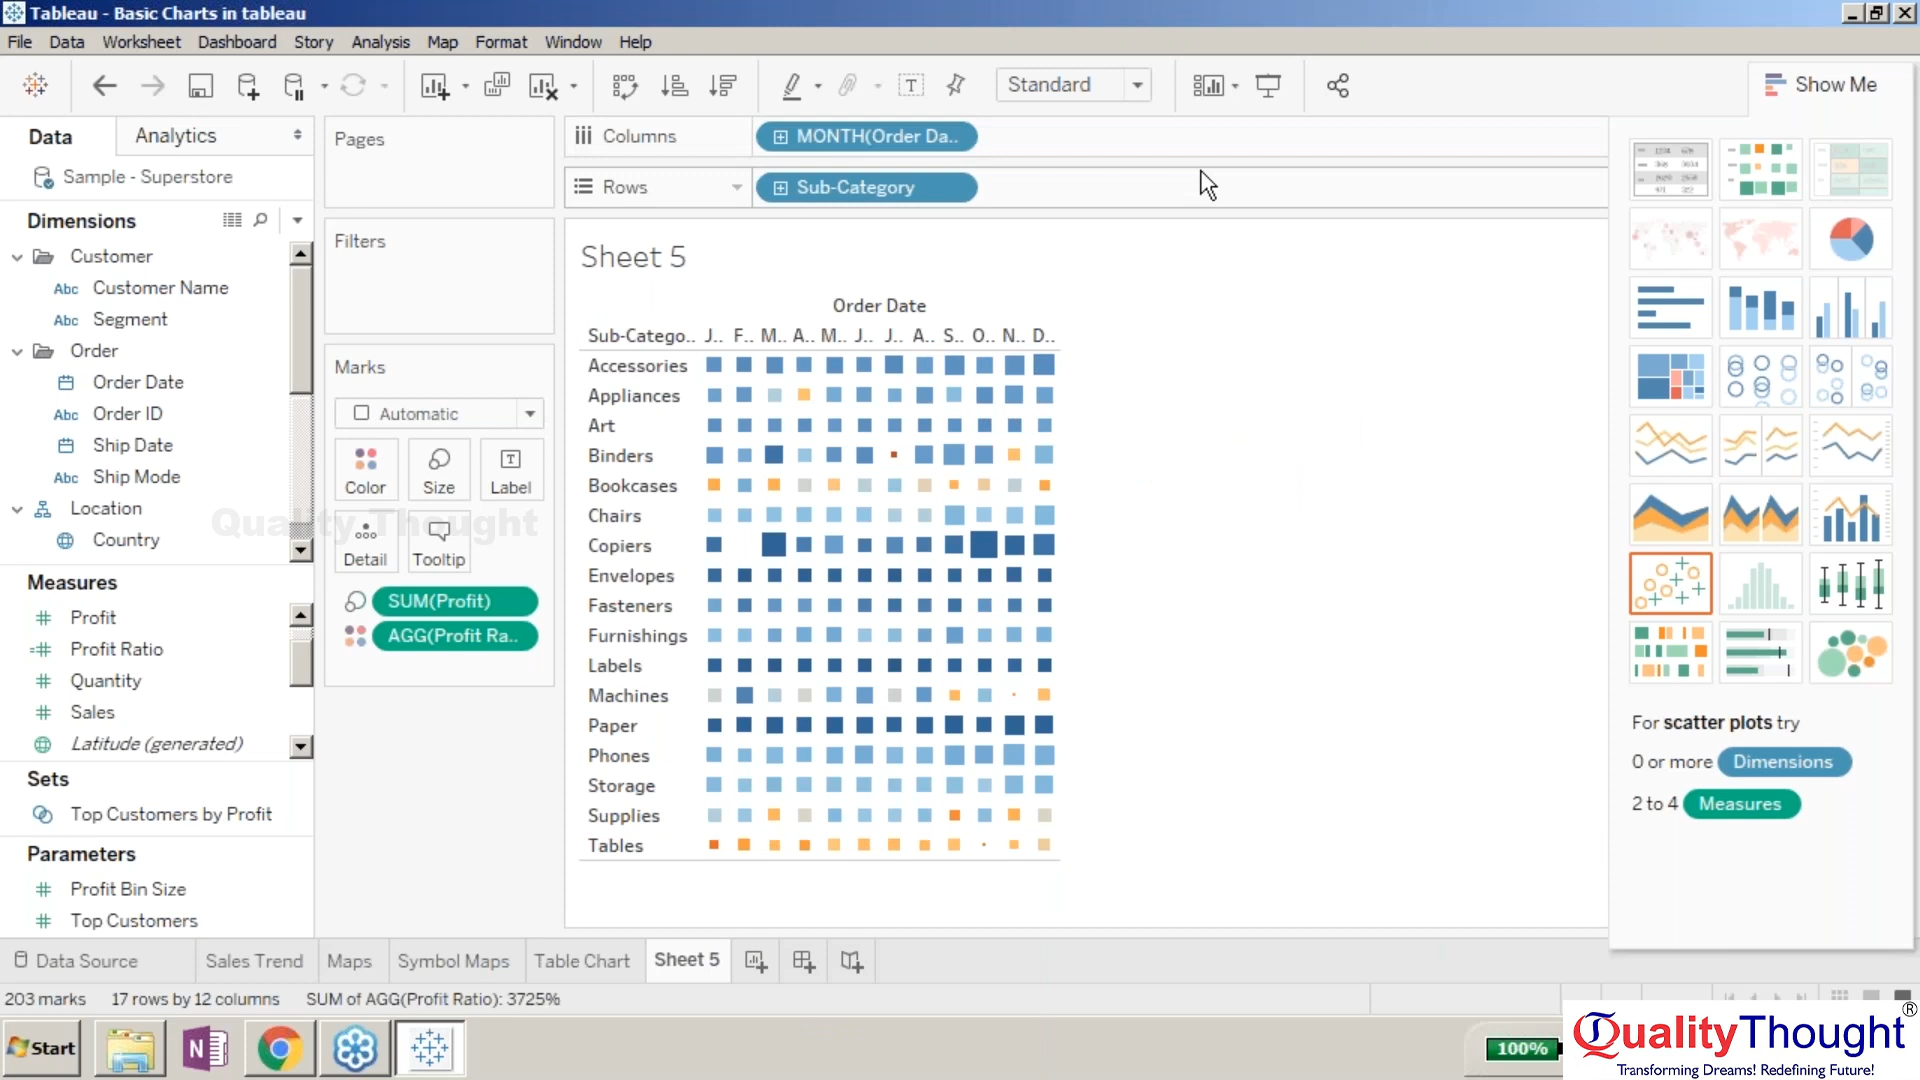 Tableau - Basic Charts in tableau
File Data Worksheet Dashboard Story Analysis Map Format Window Help
Standard
Show Me
Data
Analytics
Sample - Superstore
Dimensions
Customer
Abc Customer Name
Abc Segment
Order
Order Date
Abc Order ID
Ship Date
Abc Ship Mode
Location
Country
Measures
Profit
Profit Ratio
Quantity
Sales
Latitude (generated)
Sets
Top Customers by Profit
Parameters
Profit Bin Size
Top Customers
Pages
Filters
Marks
Automatic
Color
Size
Label
Detail
Tooltip
SUM(Profit)
AGG(Profit Ra..
Quality Thought
Columns
MONTH(Order Da..
Rows
Sub-Category
Sheet 5
Order Date
Sub-Catego.. J.. F.. M.. A.. M.. J.. J.. A.. S.. O.. N.. D..
Accessories
Appliances
Art
Binders
Bookcases
Chairs
Copiers
Envelopes
Fasteners
Furnishings
Labels
Machines
Paper
Phones
Storage
Supplies
Tables
For scatter plots try
0 or more Dimensions
2 to 4 Measures
Data Source
Sales Trend
Maps
Symbol Maps
Table Chart
Sheet 5
203 marks 17 rows by 12 columns SUM of AGG(Profit Ratio): 3725%
Start
100%
QualityThought®
Transforming Dreams! Redefining Future!